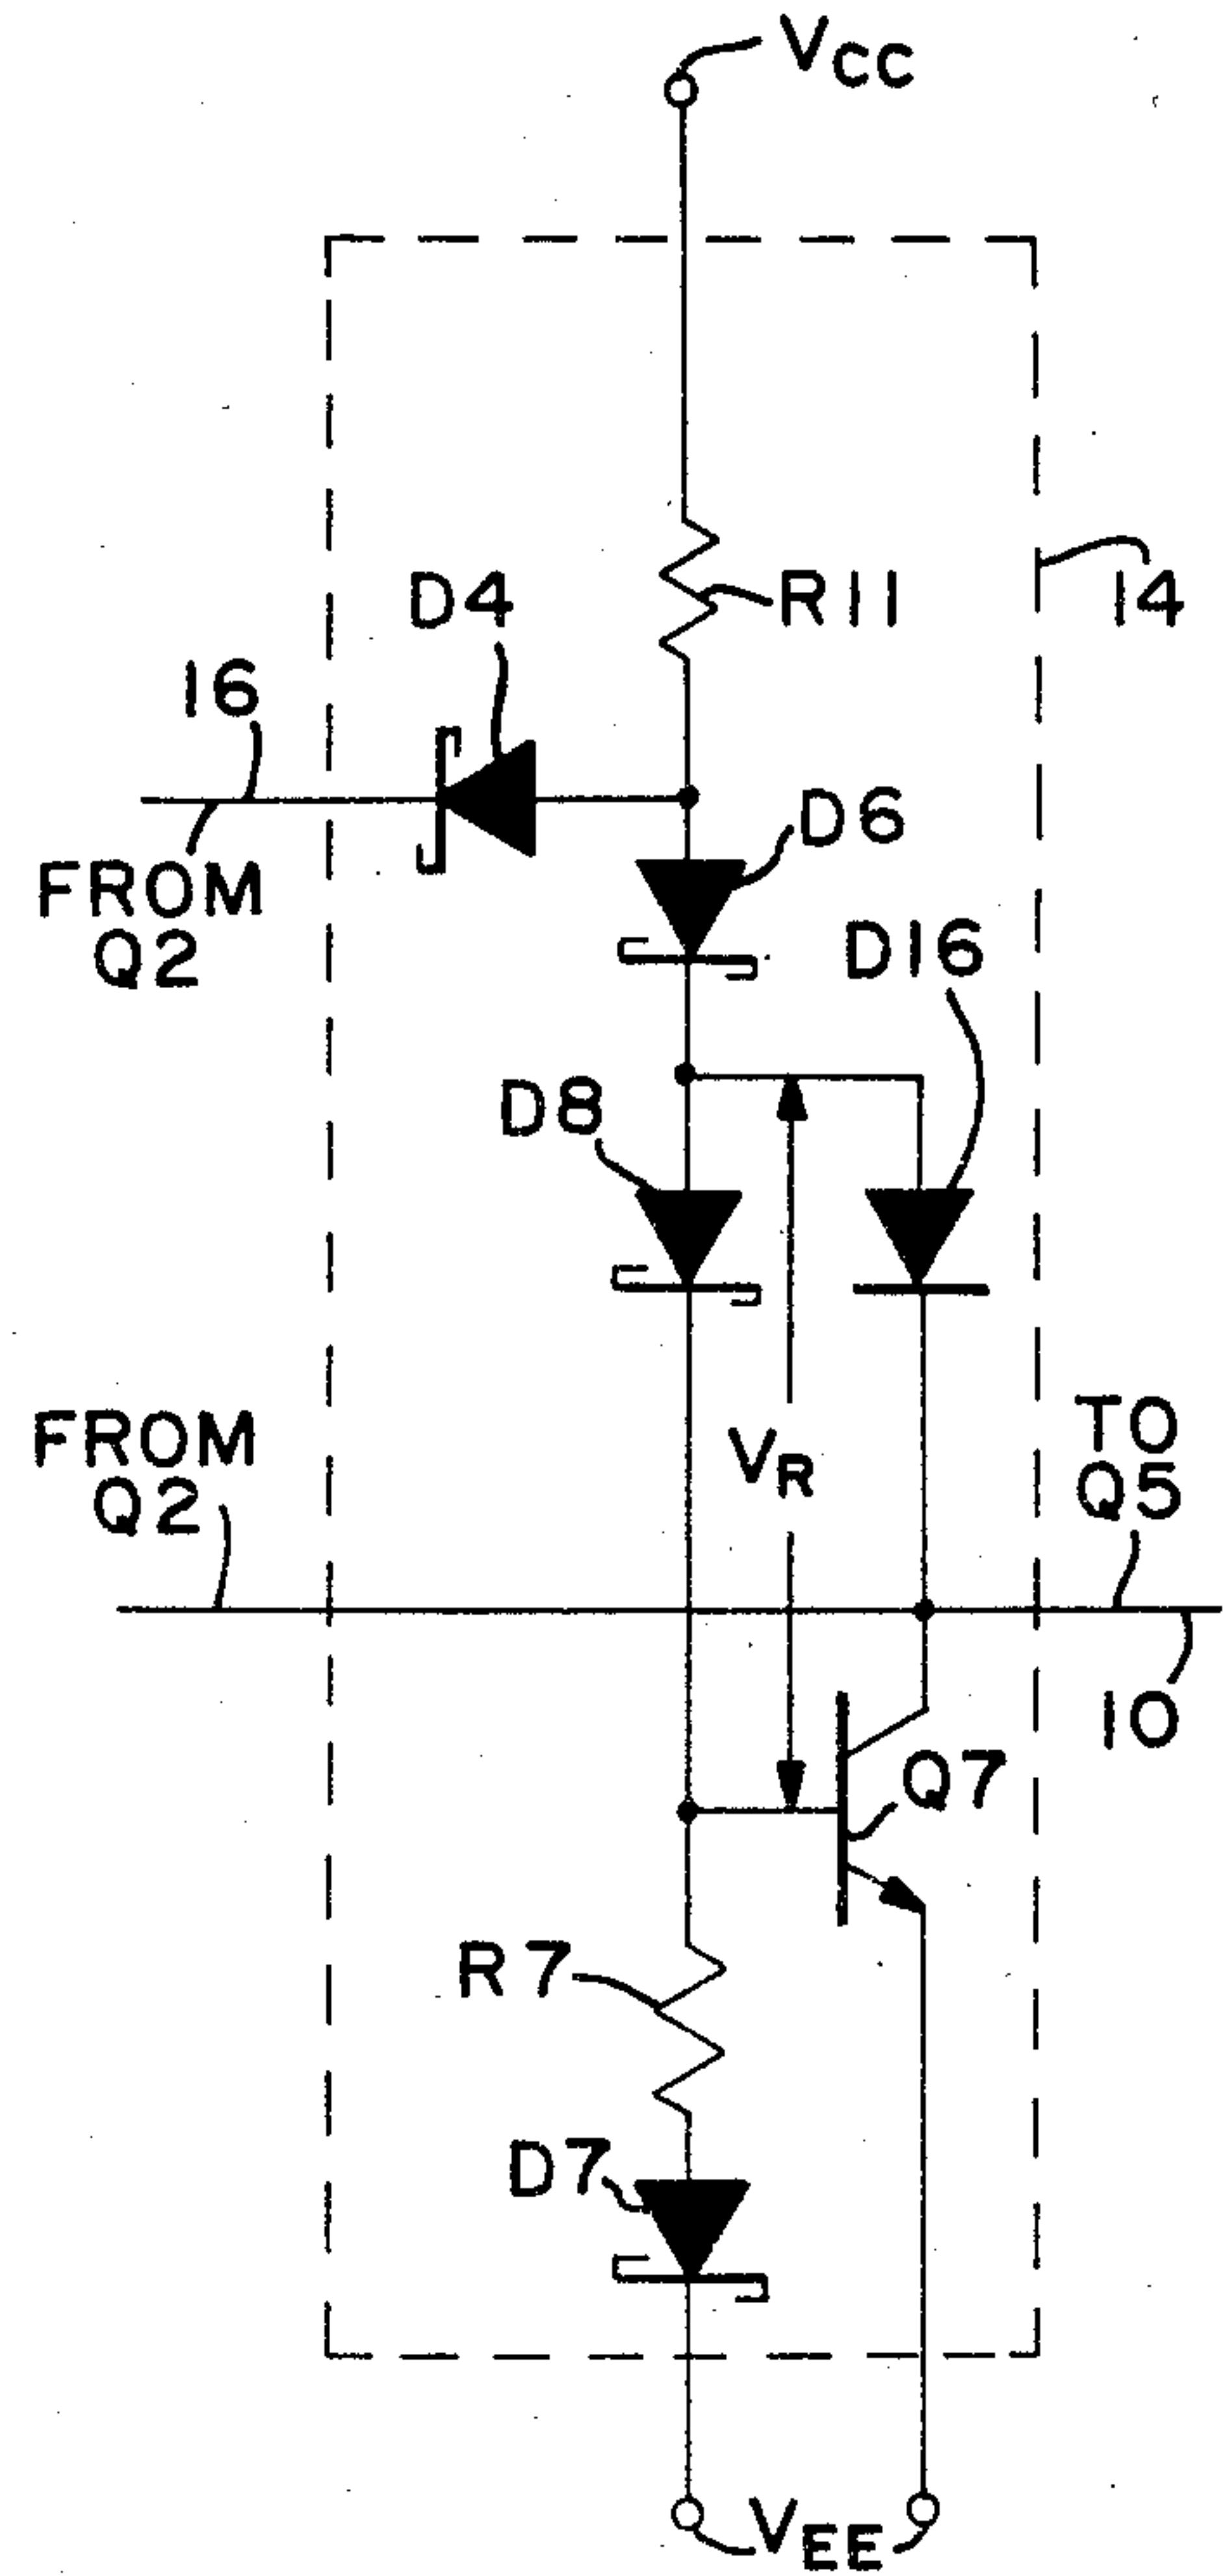 VCC
R11
14
D4
16
FROM
Q2
D6
D16
D8
FROM
Q2
VR
TO
Q5
10
Q7
R7
D7
VEE